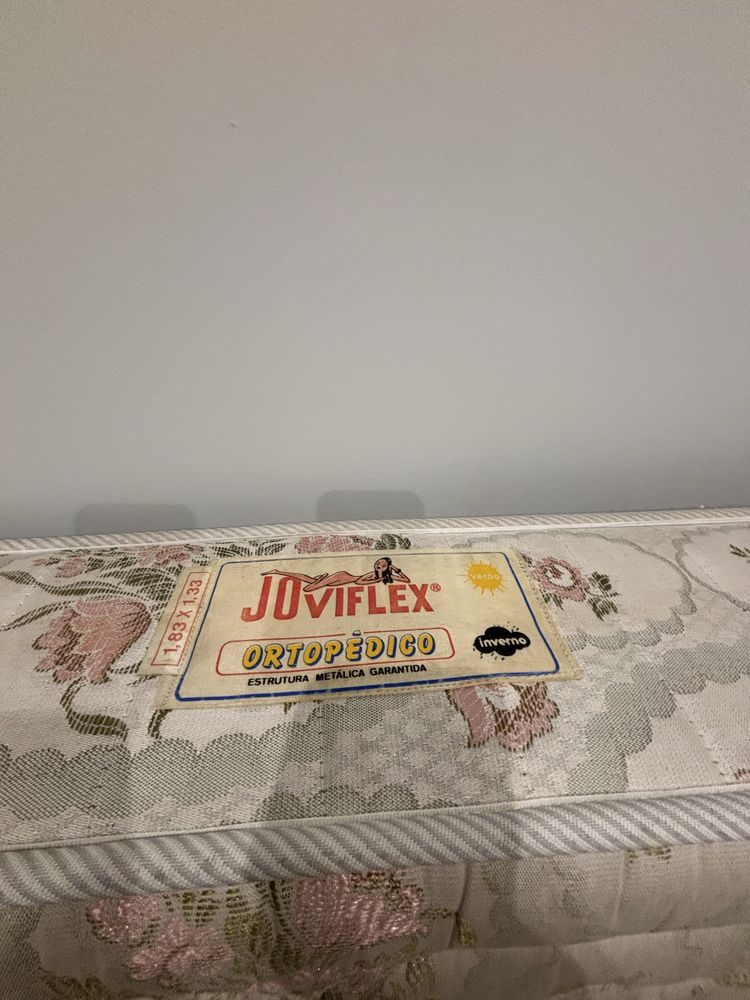 1,83 X 1.33
JOVIFLEX®
verão
ORTOPÉDICO
inverno
ESTRUTURA METÁLICA GARANTIDA